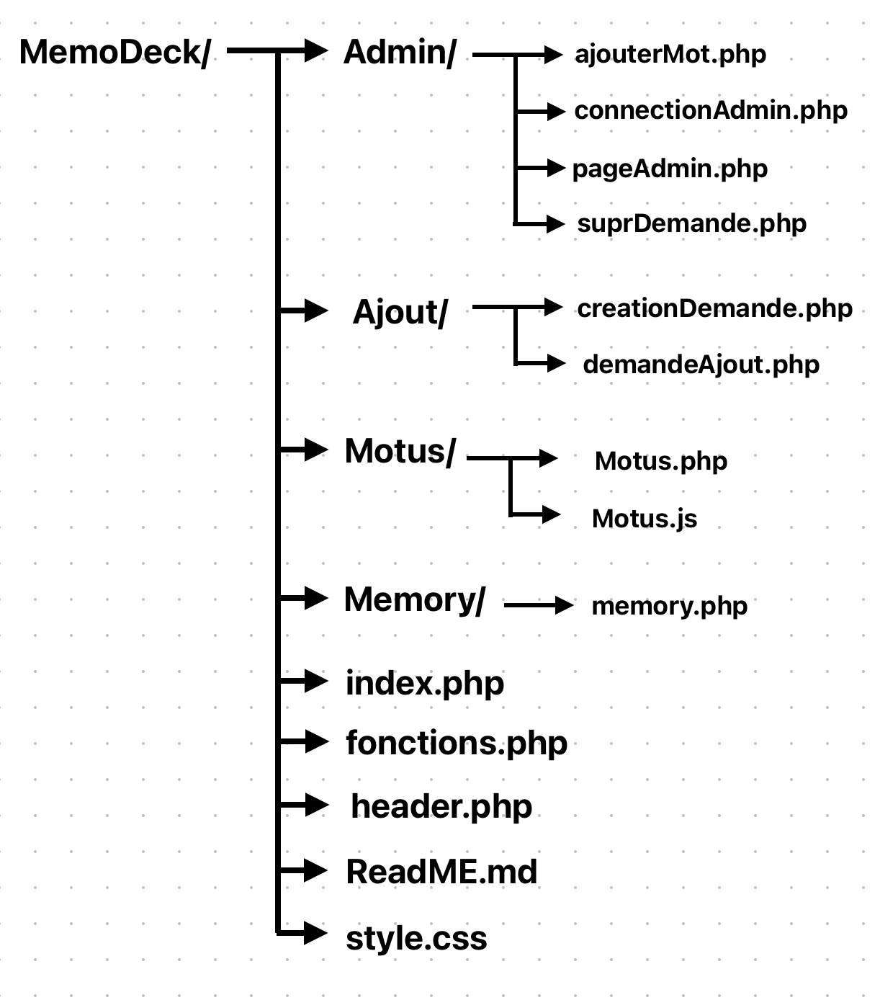 MemoDeck/
Admin/
ajouterMot.php
connectionAdmin.php
pageAdmin.php
suprDemande.php
Ajout/
creationDemande.php
demandeAjout.php
Motus/
Motus.php
Motus.js
Memory/
memory.php
index.php
fonctions.php
header.php
ReadME.md
style.css